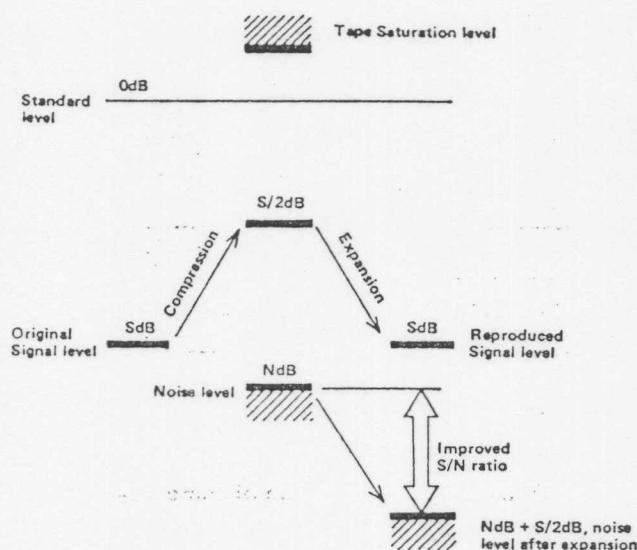 Tape Saturation level
0dB
Standard
level
S/2dB
Compression
Expansion
Original
Signal level
SdB
SdB
Reproduced
Signal level
NdB
Noise level
Improved
S/N ratio
NdB + S/2dB, noise
level after expansion